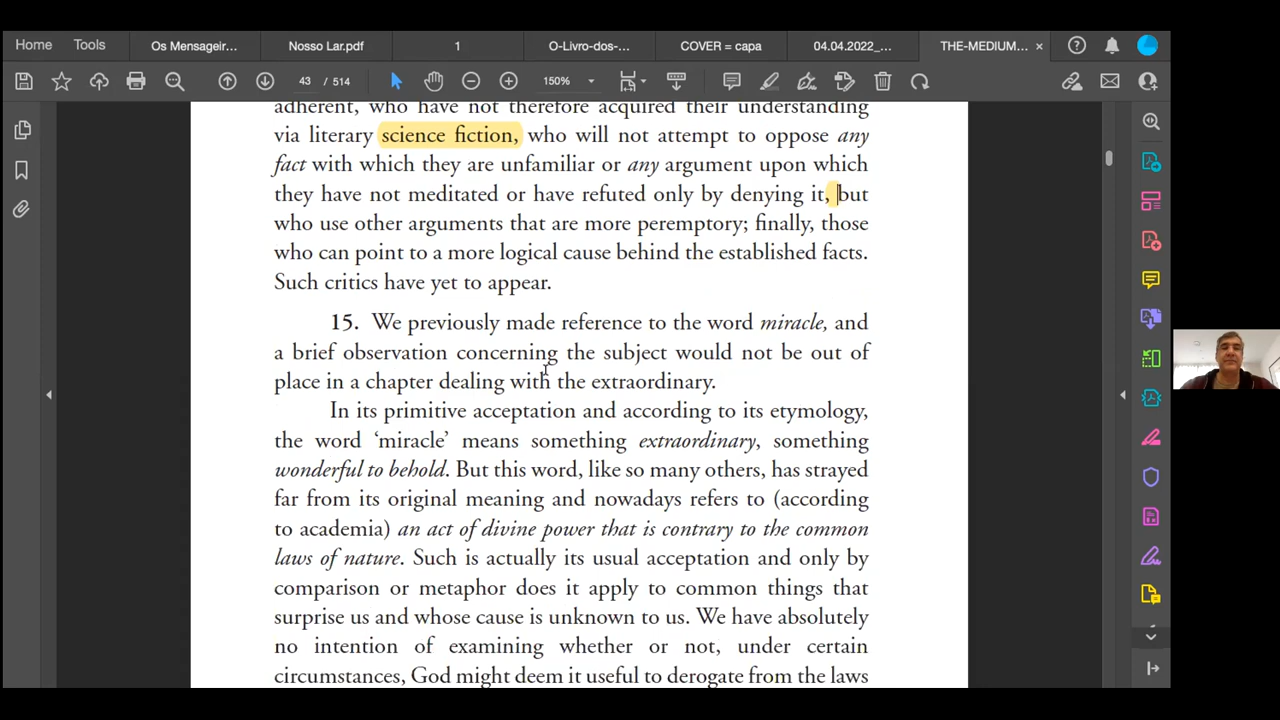 Home Tools Os Mensageir... Nosso Lar.pdf 1 O-Livro-dos-... COVER = capa 04.04.2022_... THE-MEDIUM... ×
43 / 514 150%
adherent, who have not therefore acquired their understanding
via literary science fiction, who will not attempt to oppose any
fact with which they are unfamiliar or any argument upon which
they have not meditated or have refuted only by denying it, but
who use other arguments that are more peremptory; finally, those
who can point to a more logical cause behind the established facts.
Such critics have yet to appear.
15. We previously made reference to the word miracle, and
a brief observation concerning the subject would not be out of
place in a chapter dealing with the extraordinary.
In its primitive acceptation and according to its etymology,
the word ‘miracle’ means something extraordinary, something
wonderful to behold. But this word, like so many others, has strayed
far from its original meaning and nowadays refers to (according
to academia) an act of divine power that is contrary to the common
laws of nature. Such is actually its usual acceptation and only by
comparison or metaphor does it apply to common things that
surprise us and whose cause is unknown to us. We have absolutely
no intention of examining whether or not, under certain
circumstances, God might deem it useful to derogate from the laws